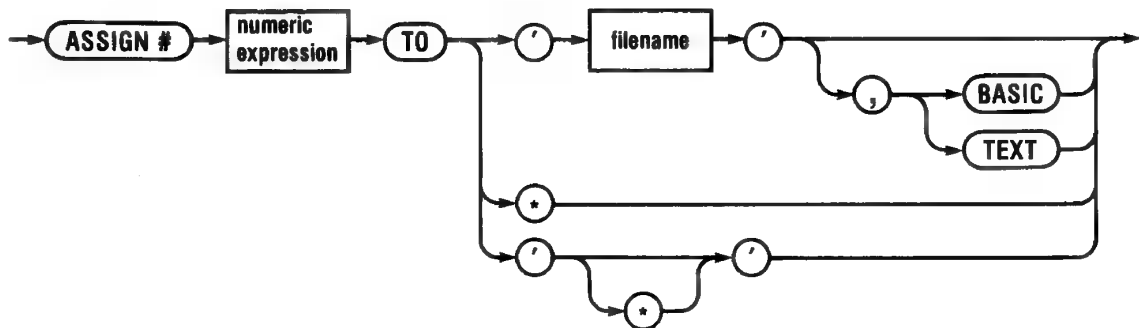 ASSIGN # numeric expression TO ' filename '
, BASIC
TEXT
*
' '
*